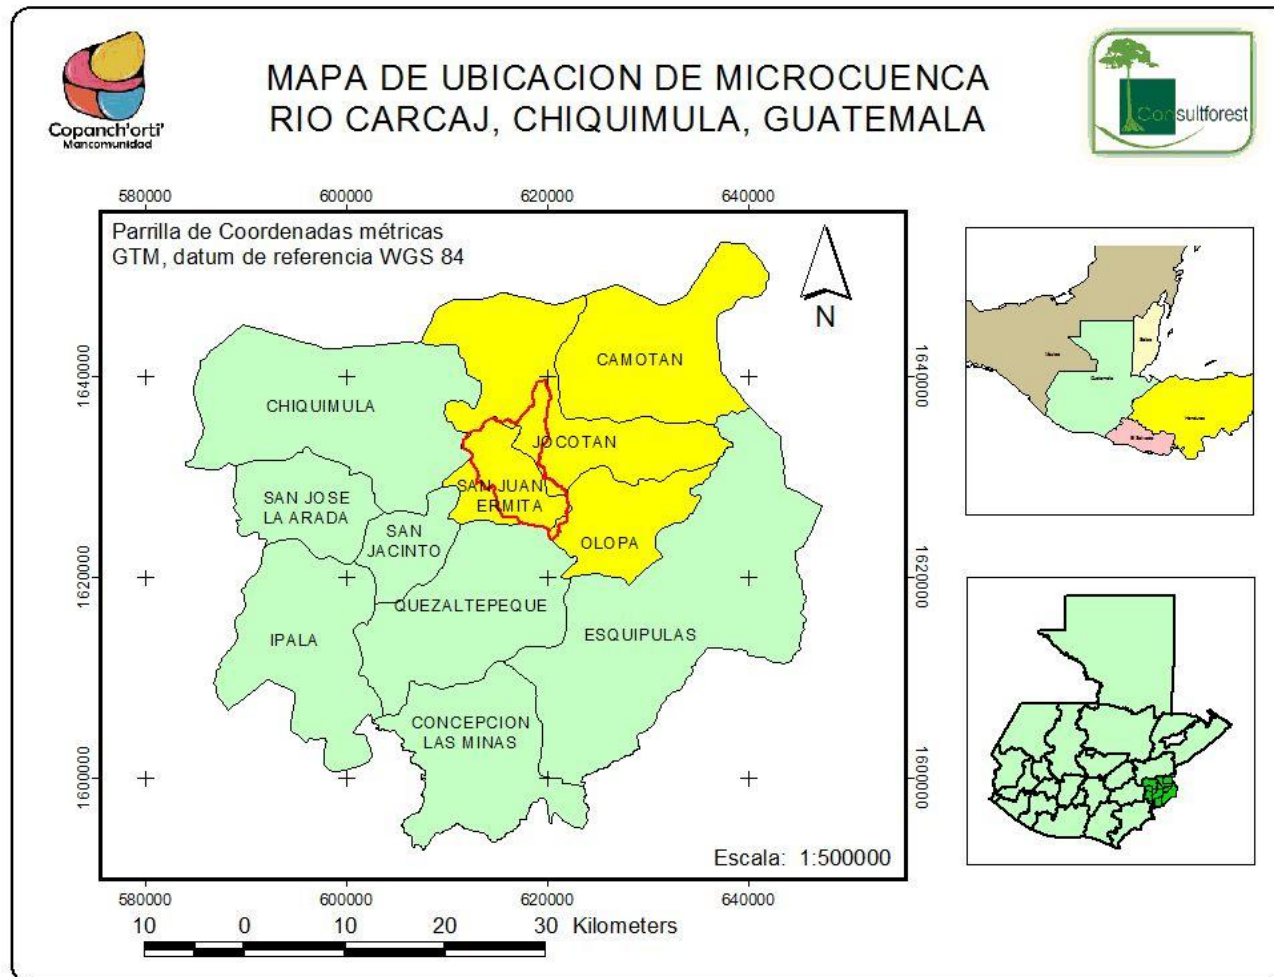 Copanch'orti'
Mancomunidad
MAPA DE UBICACION DE MICROCUENCA
RIO CARCAJ, CHIQUIMULA, GUATEMALA
Consultforest
580000 600000 620000 640000
Parrilla de Coordenadas métricas
GTM, datum de referencia WGS 84
N
1640000
1620000
1600000
CAMOTAN
CHIQUIMULA
JOCOTAN
SAN JUAN
ERMITA
SAN JOSE
LA ARADA
SAN
JACINTO
OLOPA
QUEZALTEPEQUE
IPALA
ESQUIPULAS
CONCEPCION
LAS MINAS
1640000
1620000
1600000
Escala: 1:500000
580000 600000 620000 640000
10 0 10 20 30 Kilometers